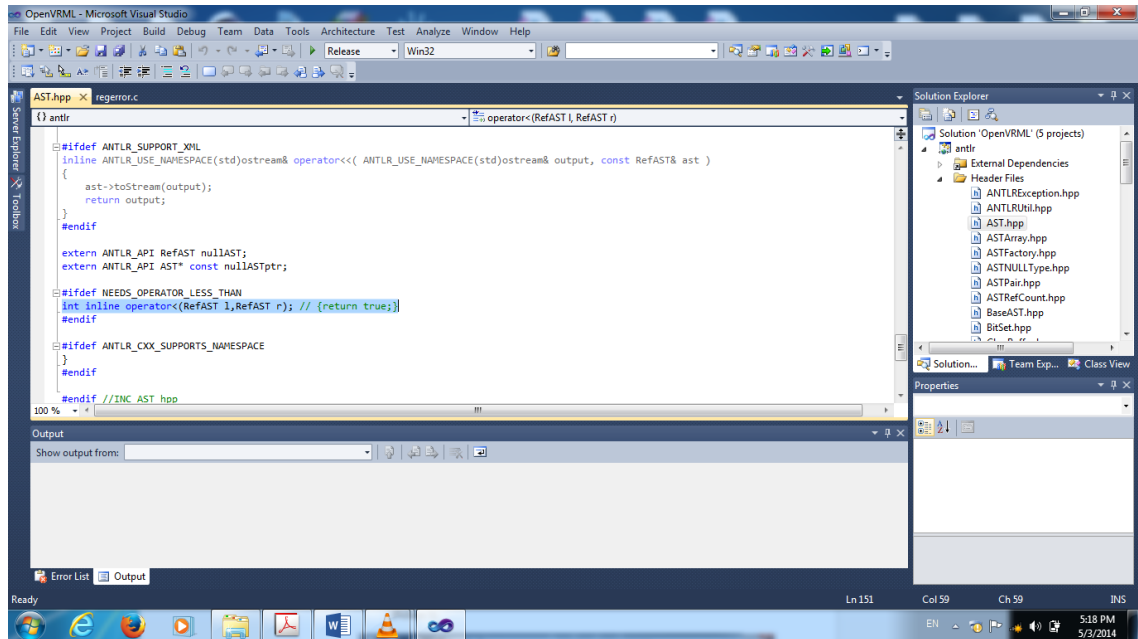 OpenVRML - Microsoft Visual Studio
File Edit View Project Build Debug Team Data Tools Architecture Test Analyze Window Help
Release Win32
AST.hpp regerror.c
{} antlr operator<(RefAST l, RefAST r)
#ifdef ANTLR_SUPPORT_XML
inline ANTLR_USE_NAMESPACE(std)ostream& operator<<( ANTLR_USE_NAMESPACE(std)ostream& output, const RefAST& ast )
{
ast->toStream(output);
return output;
}
#endif
extern ANTLR_API RefAST nullAST;
extern ANTLR_API AST* const nullASTptr;
#ifdef NEEDS_OPERATOR_LESS_THAN
int inline operator<(RefAST l,RefAST r); // {return true;}
#endif
#ifdef ANTLR_CXX_SUPPORTS_NAMESPACE
}
#endif
#endif //INC_AST_hpp
100 %
Server Explorer
Toolbox
Solution Explorer
Solution 'OpenVRML' (5 projects)
antlr
External Dependencies
Header Files
ANTLRException.hpp
ANTLRUtil.hpp
AST.hpp
ASTArray.hpp
ASTFactory.hpp
ASTNULLType.hpp
ASTPair.hpp
ASTRefCount.hpp
BaseAST.hpp
BitSet.hpp
Solution... Team Exp... Class View
Properties
Output
Show output from:
Error List Output
Ready Ln 151 Col 59 Ch 59 INS
EN 5:18 PM
5/3/2014